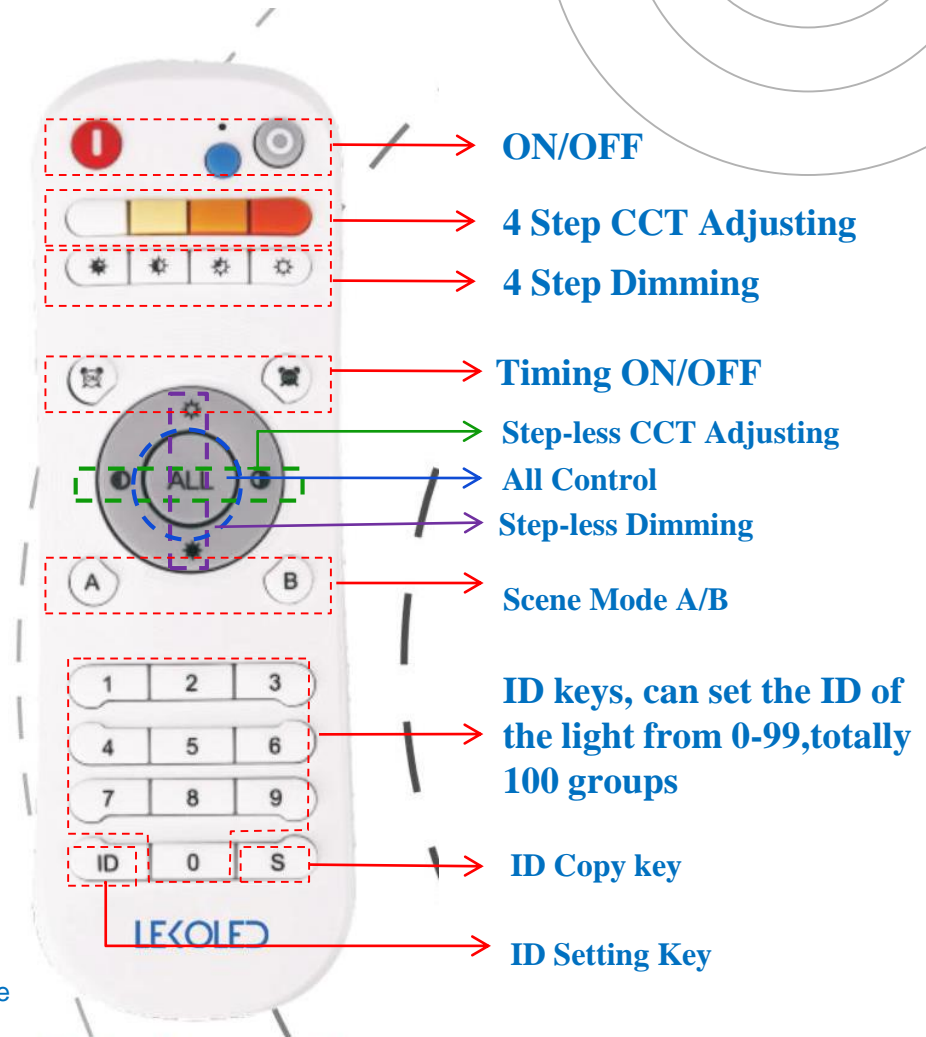 ON/OFF
4 Step CCT Adjusting
4 Step Dimming
Timing ON/OFF
Step-less CCT Adjusting
ALL
All Control
Step-less Dimming
A
B
Scene Mode A/B
1 2 3
ID keys, can set the ID of
4 5 6
the light from 0-99,totally
7 8 9
100 groups
ID 0 S
ID Copy key
LEKOLED
ID Setting Key
e